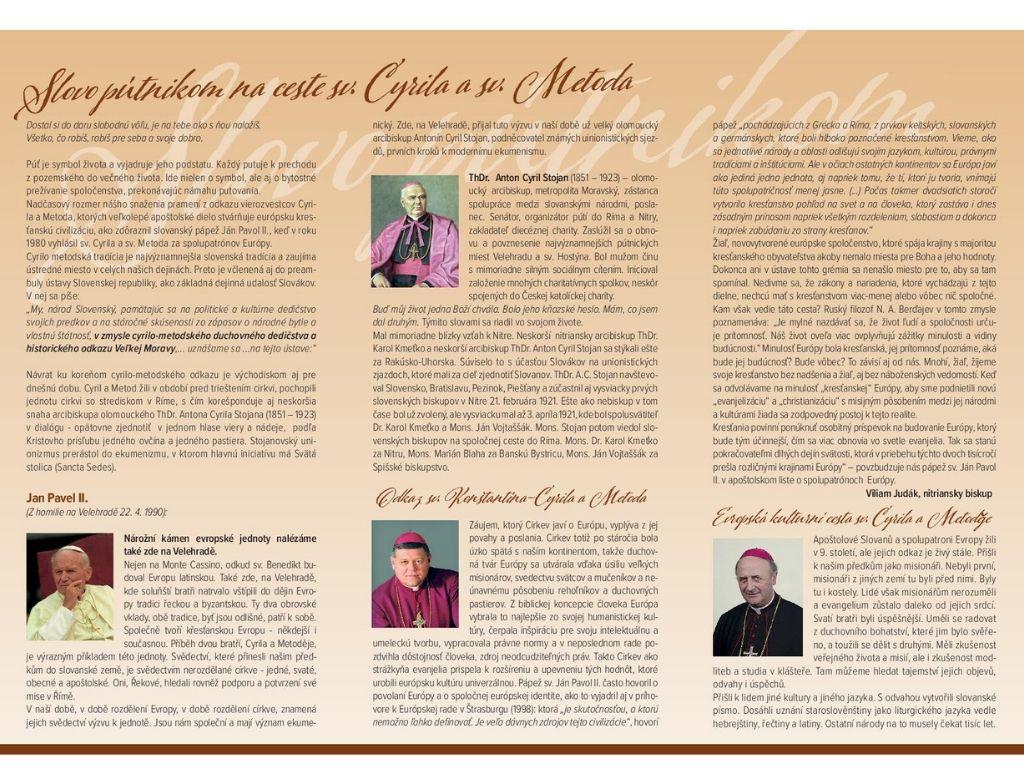 Slovo pútnikom na ceste sv. Cyrila a sv. Metoda
Dostal si do daru slobodnú vôľu, je na tebe ako s ňou naložíš.
Všetko, čo robíš, robíš pre seba a svoje dobro.
Púť je symbol života a vyjadruje jeho podstatu. Každý putuje k prechodu
z pozemského do večného života. Ide nielen o symbol, ale aj o bytostné
prežívanie spoločenstva, prekonávajúc námahu putovania.
Nadčasový rozmer nášho snaženia pramení z odkazu vierozvestcov Cyri-
la a Metoda, ktorých veľkolepé apoštolské dielo stvárňuje európsku kres-
ťanskú civilizáciu, ako zdôraznil slovanský pápež Ján Pavol II., keď v roku
1980 vyhlásil sv. Cyrila a sv. Metoda za spolupatrónov Európy.
Cyrilo metodská tradícia je najvýznamnejšia slovenská tradícia a zaujíma
ústredné miesto v celých našich dejinách. Preto je včlenená aj do pream-
buly ústavy Slovenskej republiky, ako základná dejinná udalosť Slovákov.
V nej sa píše:
„My, národ Slovenský, pamätajúc sa na politické a kultúrne dedičstvo
svojich predkov a na stáročné skúsenosti zo zápasov o národné bytie a
vlastnú štátnosť, v zmysle cyrilo-metodského duchovného dedičstva a
historického odkazu Veľkej Moravy,... uznášame sa ...na tejto ústave:"
Návrat ku koreňom cyrilo-metodského odkazu je východiskom aj pre
dnešnú dobu. Cyril a Metod žili v období pred trieštením cirkvi, pochopili
jednotu cirkvi so strediskom v Ríme, s čím korešponduje aj neskoršia
snaha arcibiskupa olomouckého ThDr. Antona Cyrila Stojana (1851 – 1923)
v dialógu - opätovne zjednotiť v jednom hlase viery a nádeje, podľa
Kristovho prísľubu jedného ovčína a jedného pastiera. Stojanovský uni-
onizmus prerástol do ekumenizmu, v ktorom hlavnú iniciatívu má Svätá
stolica (Sancta Sedes).
Jan Pavel II.
(Z homilie na Velehradě 22. 4. 1990):
Nárožní kámen evropské jednoty nalézáme
také zde na Velehradě.
Nejen na Monte Cassino, odkud sv. Benedikt bu-
doval Evropu latinskou. Také zde, na Velehradě,
kde soluňští bratři natrvalo vštípili do dějin Evro-
py tradici řeckou a byzantskou. Ty dva obrovské
vklady, obě tradice, byť jsou odlišné, patří k sobě.
Společně tvoří křesťanskou Evropu - někdejší i
současnou. Příběh dvou bratří, Cyrila a Metoděje,
je výrazným příkladem této jednoty. Svědectví, které přinesli našim před-
kům do slovanské země, je svědectvím nerozdělané církve - jedné, svaté,
obecné a apoštolské. Oni, Řekové, hledali rovněž podporu a potvrzení své
mise v Římě.
V naší době, v době rozdělení Evropy, v době rozdělení církve, znamená
jejich svědectví výzvu k jednotě. Jsou nám společní a mají význam ekume-
nický. Zde, na Velehradě, přijal tuto výzvu v naší době už velký olomoucký
arcibiskup Antonín Cyril Stojan, podněcovatel známých uionistických sjez-
dů, prvních kroků k modernímu ekumenismu.
ThDr. Anton Cyril Stojan (1851 – 1923) – olomo-
ucký arcibiskup, metropolita Moravský, zástanca
spolupráce medzi slovanskými národmi, posla-
nec. Senátor, organizátor pútí do Ríma a Nitry,
zakladateľ diecéznej charity. Zaslúžil sa o obno-
vu a povznesenie najvýznamnejších pútnických
miest Velehradu a sv. Hostýna. Bol mužom činu
s mimoriadne silným sociálnym cítením. Inicioval
založenie mnohých charitatívnych spolkov, neskôr
spojených do Českej katolíckej charity.
Buď môj život jedna Boží chvála. Bolo jeho kňazské heslo. Mám, co jsem
dal druhým. Týmito slovami sa riadil vo svojom živote.
Mal mimoriadne blízky vzťah k Nitre. Neskorší nitriansky arcibiskup ThDr.
Karol Kmeťko a neskorší arcibiskup ThDr. Anton Cyril Stojan sa stýkali ešte
za Rakúsko-Uhorska. Súviselo to s účasťou Slovákov na unionistických
zjazdoch, ktoré mali za cieľ zjednotiť Slovanov. ThDr. A.C. Stojan navštevo-
val Slovensko, Bratislavu, Pezinok, Piešťany a zúčastnil aj vysviacky prvých
slovenských biskupov v Nitre 21. februára 1921. Ešte ako nebiskup v tom
čase bol už zvolený, ale vysviacku mal až 3. apríla 1921, kde bol spolusvätiteľ
Dr. Karol Kmeťko a Mons. Ján Vojtaššák. Mons. Stojan potom viedol slo-
venských biskupov na spoločnej ceste do Ríma. Mons. Dr. Karol Kmeťko
za Nitru, Mons. Marián Blaha za Banskú Bystricu, Mons. Ján Vojtaššák za
Spišské biskupstvo.
Odkaz sv. Konstantina-Cyrila a Metoda
Záujem, ktorý Cirkev javí o Európu, vyplýva z jej
povahy a poslania. Cirkev totiž po stáročia bola
úzko spätá s naším kontinentom, takže duchov-
ná tvár Európy sa utvárala vďaka úsiliu veľkých
misionárov, svedectvu svätcov a mučeníkov a ne-
únavnému pôsobeniu rehoľníkov a duchovných
pastierov. Z biblickej koncepcie človeka Európa
vybrala to najlepšie zo svojej humanistickej kul-
túry, čerpala inšpiráciu pre svoju intelektuálnu a
umeleckú tvorbu, vypracovala právne normy a v neposlednom rade po-
zdvihla dôstojnosť človeka, zdroj neodcudziteľných práv. Takto Cirkev ako
strážkyňa evanjelia prispela k rozšíreniu a upevneniu tých hodnôt, ktoré
urobili európsku kultúru univerzálnou. Pápež sv. Ján Pavol II. často hovoril o
povolaní Európy a o spoločnej európskej identite, ako to vyjadril aj v prího-
vore k Európskej rade v Štrasburgu (1998): ktorá „je skutočnosťou, a ktorú
nemožno ľahko definovať. Je veľa dávnych zdrojov tejto civilizácie", hovorí
pápež „pochádzajúcich z Grécka a Ríma, z prvkov keltských, slovanských
a germánskych, ktoré boli hlboko poznačené kresťanstvom. Vieme, ako
sa jednotlivé národy a oblasti odlišujú svojím jazykom, kultúrou, právnymi
tradíciami a inštitúciami. Ale v očiach ostatných kontinentov sa Európa javí
ako jediná jedna jednota, aj napriek tomu, že tí, ktorí ju tvoria, vnímajú
túto spolupatričnosť menej jasne. (...) Počas takmer dvadsiatich storočí
vytvorilo kresťanstvo pohľad na svet a na človeka, ktorý zostáva i dnes
zásadným prínosom napriek všetkým rozdeleniam, slabostiam a dokonca
i napriek zabúdaniu zo strany kresťanov."
Žiaľ, novovytvorené európske spoločenstvo, ktoré spája krajiny s majoritou
kresťanského obyvateľstva akoby nemalo miesta pre Boha a jeho hodnoty.
Dokonca ani v ústave tohto grémia sa nenašlo miesto pre to, aby sa tam
spomínal. Nedivme sa, že zákony a nariadenia, ktoré vychádzajú z tejto
dielne, nechcú mať s kresťanstvom viac-menej alebo vôbec nič spoločné.
Kam však vedie táto cesta? Ruský filozof N. A. Berďajev v tomto zmysle
poznamenáva: „Je mylné nazdávať sa, že život ľudí a spoločnosti urču-
je prítomnosť. Náš život oveľa viac ovplyvňujú zážitky minulosti a vidiny
budúcnosti." Minulosť Európy bola kresťanská, jej prítomnosť poznáme, aká
bude jej budúcnosť? Bude vôbec? To závisí aj od nás. Mnohí, žiaľ, žijeme
svoje kresťanstvo bez nadšenia a žiaľ, aj bez náboženských vedomostí. Keď
sa odvolávame na minulosť „kresťanskej" Európy, aby sme podnietili novú
„evanjelizáciu" a „christianizáciu" s misijným pôsobením medzi jej národmi
a kultúrami žiada sa zodpovedný postoj k tejto realite.
Kresťania povinní ponúknuť osobitný príspevok na budovanie Európy, ktorý
bude tým účinnejší, čím sa viac obnovia vo svetle evanjelia. Tak sa stanú
pokračovateľmi dlhých dejín svätosti, ktorá v priebehu týchto dvoch tisícročí
prešla rozličnými krajinami Európy" – povzbudzuje nás pápež sv. Ján Pavol
II. v apoštolskom liste o spolupatrónoch Európy.
Viliam Judák, nitriansky biskup
Evropská kulturní cesta sv. Cyrila a Metoděje
Apoštolové Slovanů a spolupatroni Evropy žili
v 9. století, ale jejich odkaz je živý stále. Přišli
k našim předkům jako misionáři. Nebyli první,
misionáři z jiných zemí tu byli před nimi. Byly
tu i kostely. Lidé však misionářům nerozuměli
a evangelium zůstalo daleko od jejich srdcí.
Svatí bratři byli úspěšnější. Uměli se radovat
z duchovního bohatství, které jim bylo svěře-
no, a toužili se dělit s druhými. Měli zkušenost
veřejného života a misií, ale i zkušenost mod-
liteb a studia v klášteře. Tam můžeme hledat tajemství jejich objevů,
odvahy i úspěchů.
Přišli k lidem jiné kultury a jiného jazyka. S odvahou vytvořili slovanské
písmo. Dosáhli uznání staroslověnštiny jako liturgického jazyka vedle
hebrejštiny, řečtiny a latiny. Ostatní národy na to musely čekat tisíc let.